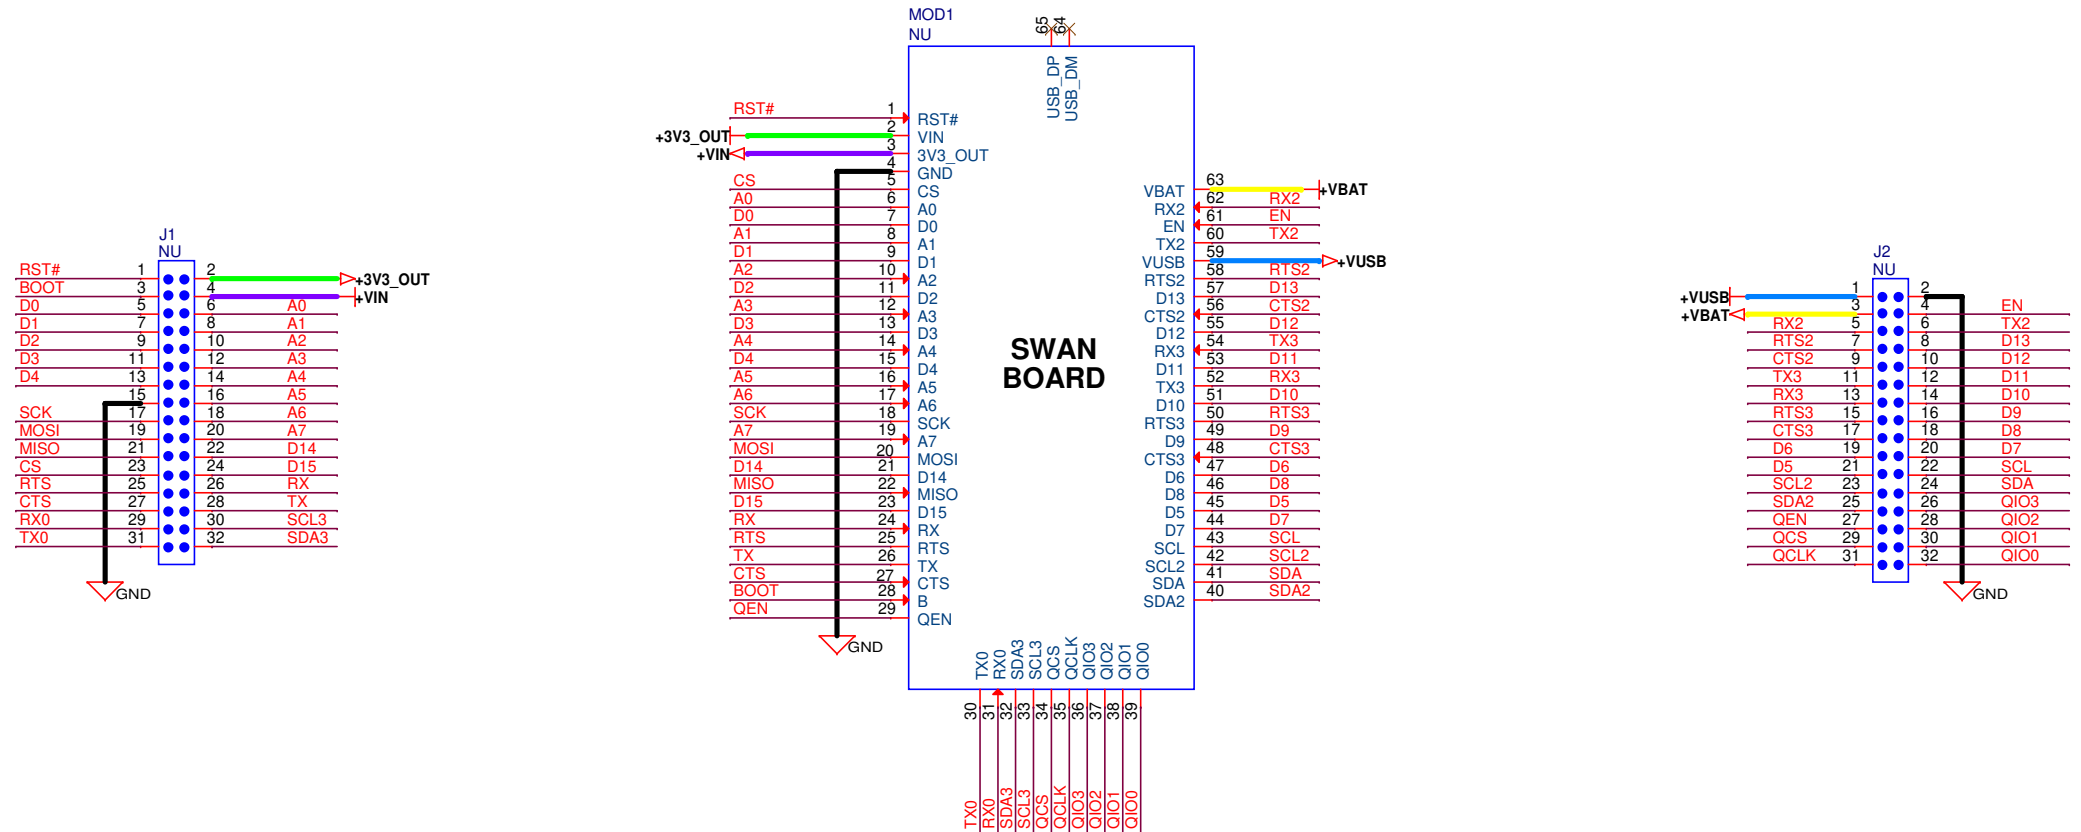 J1
NU
RST# 1 2 +3V3_OUT
BOOT 3 4 +VIN
D0 5 6 A0
D1 7 8 A1
D2 9 10 A2
D3 11 12 A3
D4 13 14 A4
15 16 A5
SCK 17 18 A6
MOSI 19 20 A7
MISO 21 22 D14
CS 23 24 D15
RTS 25 26 RX
CTS 27 28 TX
RX0 29 30 SCL3
TX0 31 32 SDA3
GND
MOD1
NU
65 64
USB_DP USB_DM
RST# 1 RST#
+3V3_OUT 2 VIN
+VIN 3 3V3_OUT
4 GND
CS 5 CS
A0 6 A0
D0 7 D0
A1 8 A1
D1 9 D1
A2 10 A2
D2 11 D2
A3 12 A3
D3 13 D3
A4 14 A4
D4 15 D4
A5 16 A5
A6 17 A6
SCK 18 SCK
A7 19 A7
MOSI 20 MOSI
D14 21 D14
MISO 22 MISO
D15 23 D15
RX 24 RX
RTS 25 RTS
TX 26 TX
CTS 27 CTS
BOOT 28 B
QEN 29 QEN
GND
SWAN
BOARD
VBAT 63 +VBAT
RX2 62 RX2
EN 61 EN
TX2 60 TX2
VUSB 59 +VUSB
RTS2 58 RTS2
D13 57 D13
CTS2 56 CTS2
D12 55 D12
RX3 54 TX3
D11 53 D11
TX3 52 RX3
D10 51 D10
RTS3 50 RTS3
D9 49 D9
CTS3 48 CTS3
D6 47 D6
D8 46 D8
D5 45 D5
D7 44 D7
SCL 43 SCL
SCL2 42 SCL2
SDA 41 SDA
SDA2 40 SDA2
TX0 RX0 SDA3 SCL3 QCS QCLK QIO3 QIO2 QIO1 QIO0
30 31 32 33 34 35 36 37 38 39
TX0 RX0 SDA3 SCL3 QCS QCLK QIO3 QIO2 QIO1 QIO0
J2
NU
+VUSB 1 2
+VBAT 3 4 EN
RX2 5 6 TX2
RTS2 7 8 D13
CTS2 9 10 D12
TX3 11 12 D11
RX3 13 14 D10
RTS3 15 16 D9
CTS3 17 18 D8
D6 19 20 D7
D5 21 22 SCL
SCL2 23 24 SDA
SDA2 25 26 QIO3
QEN 27 28 QIO2
QCS 29 30 QIO1
QCLK 31 32 QIO0
GND